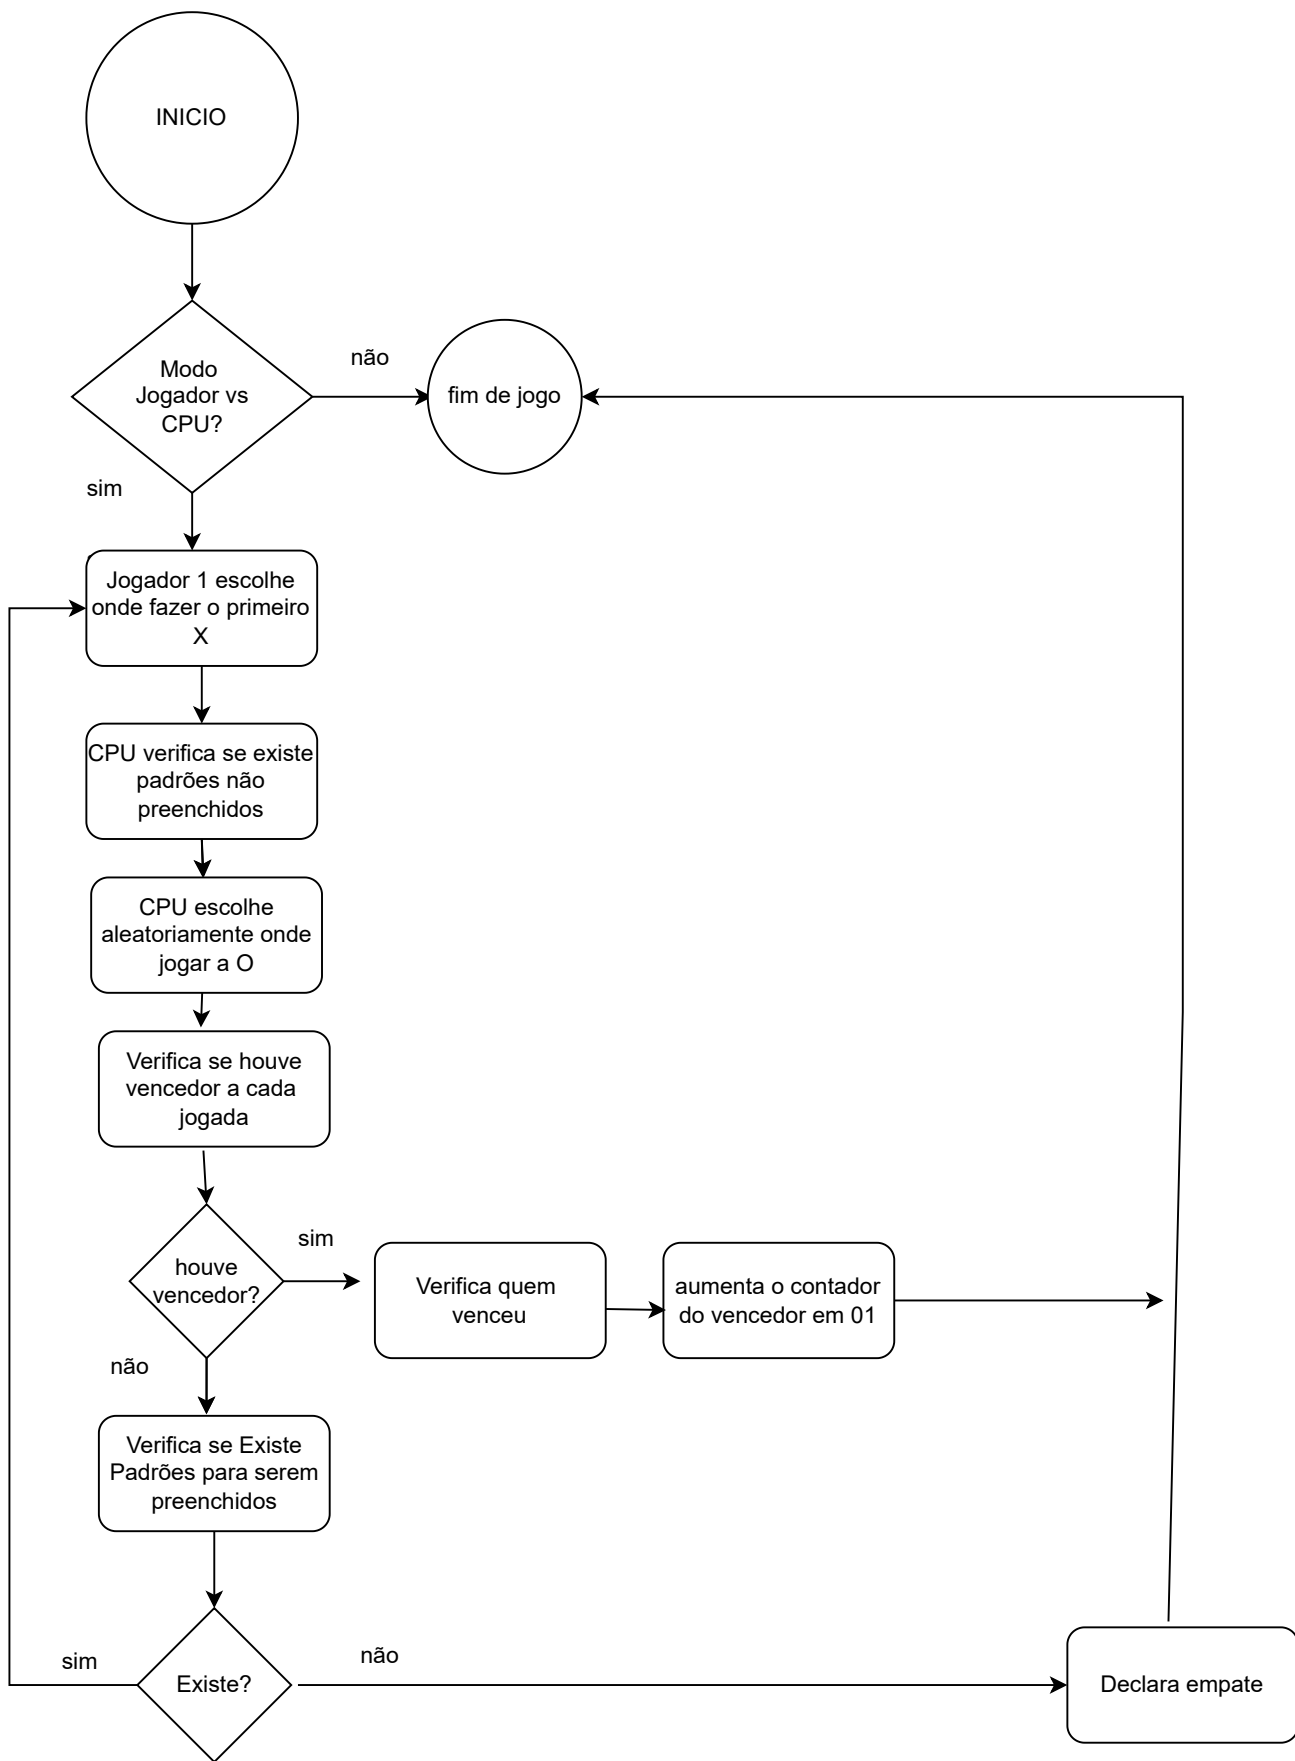 INICIO
Modo
Jogador vs
CPU?
não
fim de jogo
sim
Jogador 1 escolhe
onde fazer o primeiro
X
CPU verifica se existe
padrões não
preenchidos
CPU escolhe
aleatoriamente onde
jogar a O
Verifica se houve
vencedor a cada
jogada
houve
vencedor?
sim
Verifica quem
venceu
aumenta o contador
do vencedor em 01
não
Verifica se Existe
Padrões para serem
preenchidos
sim
Existe?
não
Declara empate